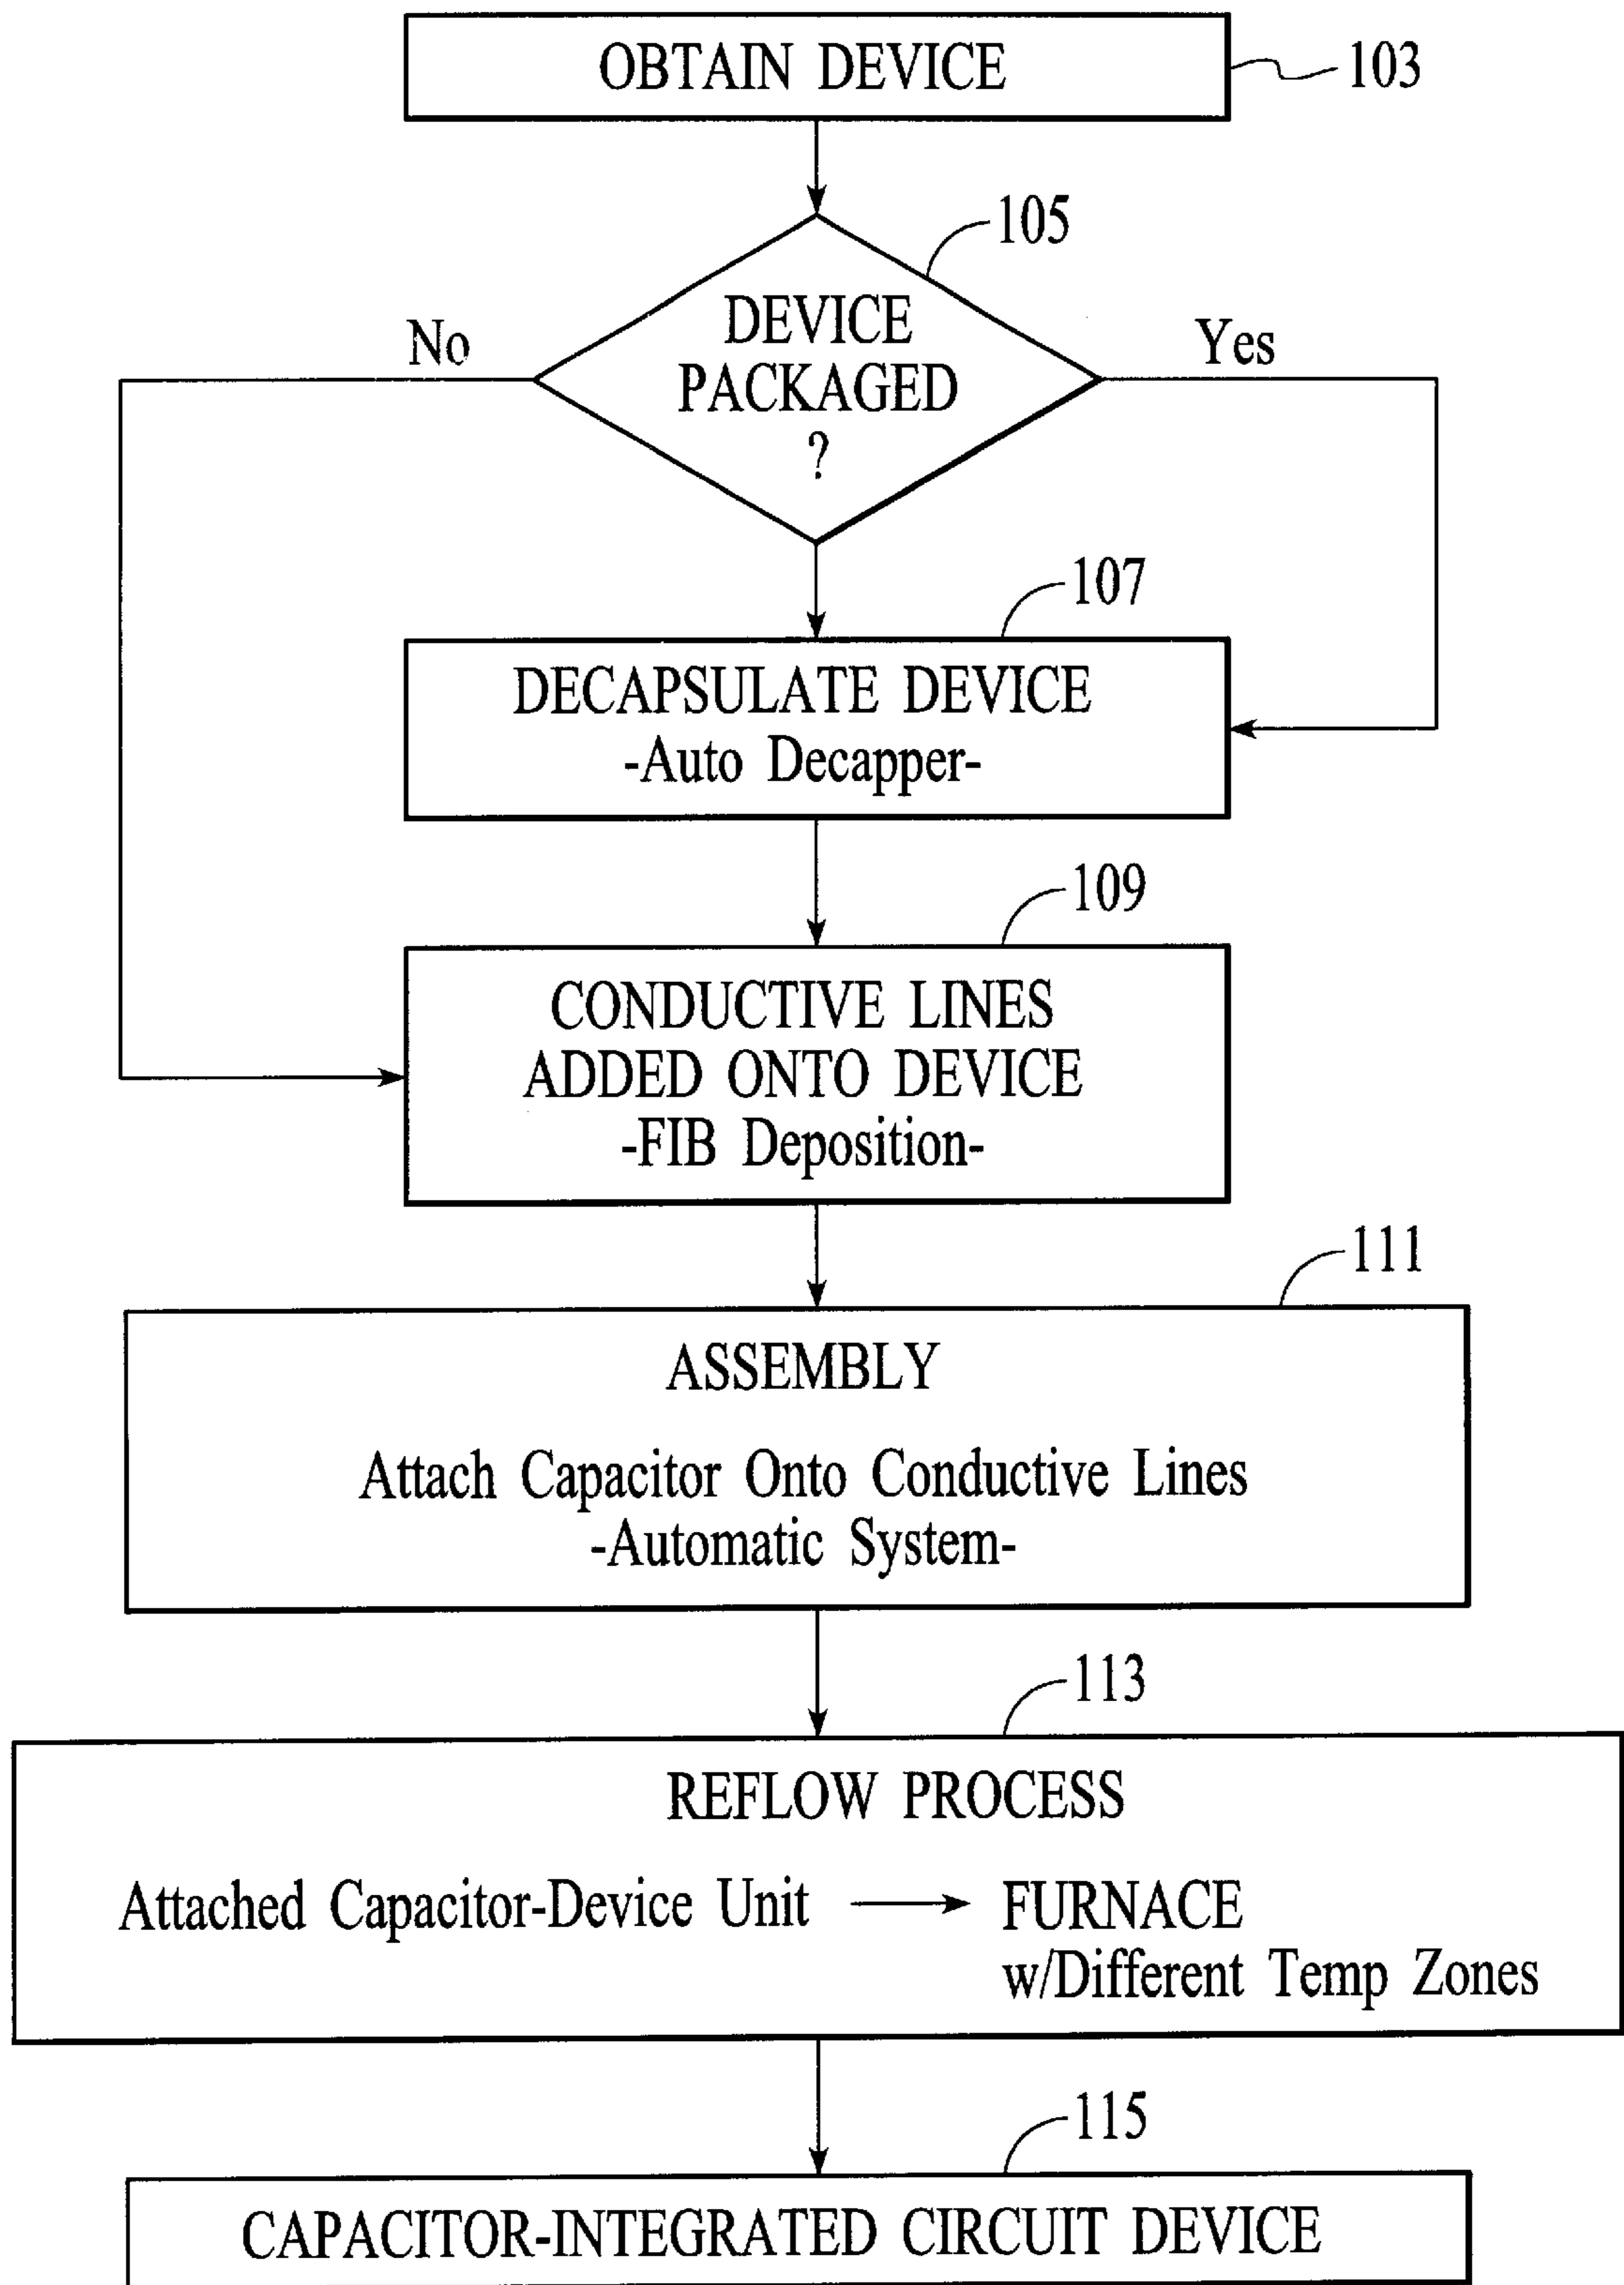 OBTAIN DEVICE
103
105
DEVICE
PACKAGED
?
No
Yes
107
DECAPSULATE DEVICE
-Auto Decapper-
109
CONDUCTIVE LINES
ADDED ONTO DEVICE
-FIB Deposition-
111
ASSEMBLY
Attach Capacitor Onto Conductive Lines
-Automatic System-
113
REFLOW PROCESS
Attached Capacitor-Device Unit → FURNACE
w/Different Temp Zones
115
CAPACITOR-INTEGRATED CIRCUIT DEVICE